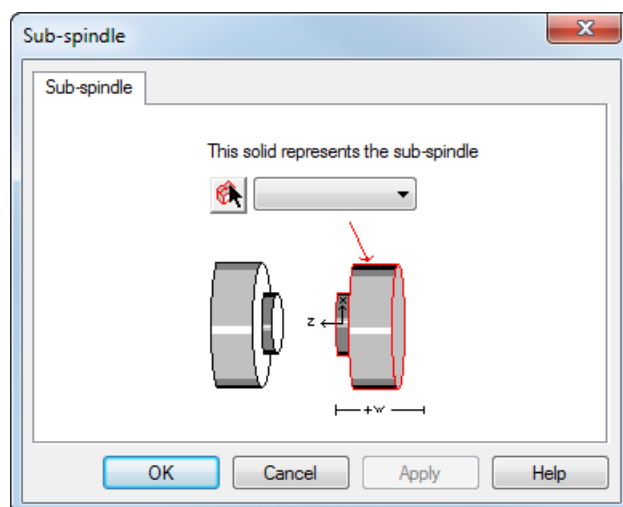 Sub-spindle
Sub-spindle
This solid represents the sub-spindle
x
z
+w
OK
Cancel
Apply
Help